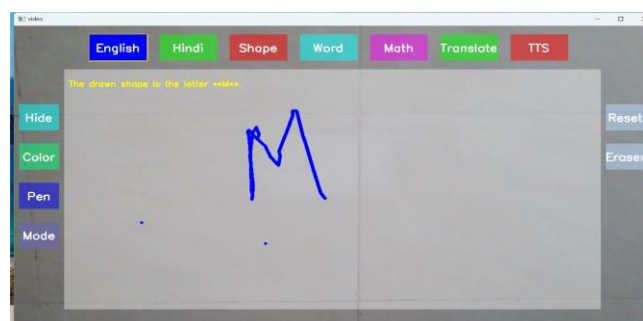 video
English Hindi Shape Word Math Translate TTS
The drawn shape is the letter **M**.
Hide
Reset
Color
Eraser
Pen
Mode
M